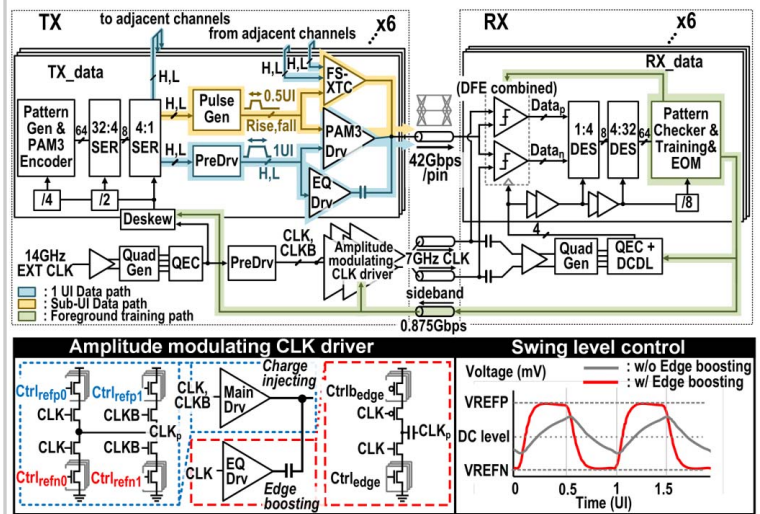 TX
x6
to adjacent channels
from adjacent channels
TX_data
H,L
H,L
H,L
H,L
H,L
Pattern
Gen &
PAM3
Encoder
64
32:4
SER
8
4:1
SER
Pulse
Gen
0.5UI
Rise,fall
FS-
XTC
PAM3
Drv
PreDrv
1UI
H,L
EQ
Drv
/4
/2
Deskew
14GHz
EXT CLK
Quad
Gen
QEC
PreDrv
CLK,
CLKB
Amplitude
modulating
CLK driver
42Gbps
/pin
7GHz CLK
sideband
0.875Gbps
: 1 UI Data path
: Sub-UI Data path
: Foreground training path
RX
x6
RX_data
(DFE combined)
Datap
Datan
1:4
DES
8
4:32
DES
64
Pattern
Checker &
Training&
EOM
/8
4
Quad
Gen
QEC +
DCDL
Amplitude modulating CLK driver
Ctrlrefp0
Ctrlrefp1
CLK
CLKB
CLKp
CLK
CLKB
Ctrlrefn0
Ctrlrefn1
CLK,
CLKB
Main
Drv
Charge
injecting
CLK
EQ
Drv
Edge
boosting
Ctrlbedge
CLK
CLKp
CLK
Ctrledge
Swing level control
Voltage (mV)
: w/o Edge boosting
: w/ Edge boosting
VREFP
DC level
VREFN
0
0.5
1
1.5
Time (UI)